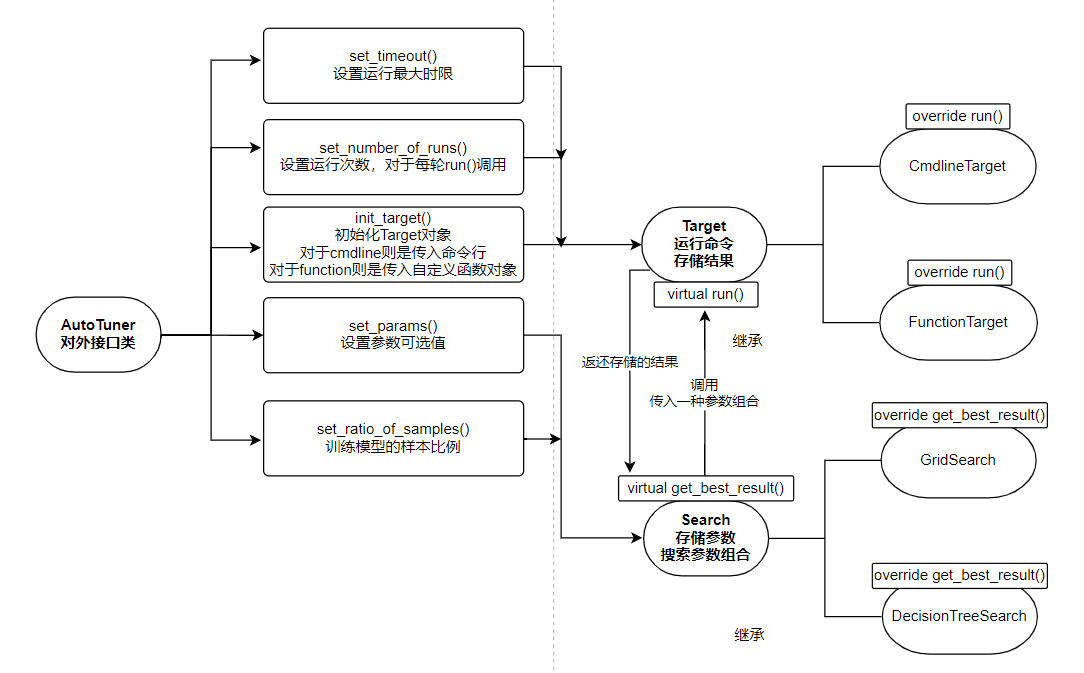 AutoTuner
对外接口类
set_timeout()
设置运行最大时限
set_number_of_runs()
设置运行次数，对于每轮run()调用
init_target()
初始化Target对象
对于cmdline则是传入命令行
对于function则是传入自定义函数对象
set_params()
设置参数可选值
set_ratio_of_samples()
训练模型的样本比例
Target
运行命令
存储结果
virtual run()
返还存储的结果
调用
传入一种参数组合
virtual get_best_result()
Search
存储参数
搜索参数组合
继承
继承
override run()
CmdlineTarget
override run()
FunctionTarget
override get_best_result()
GridSearch
override get_best_result()
DecisionTreeSearch